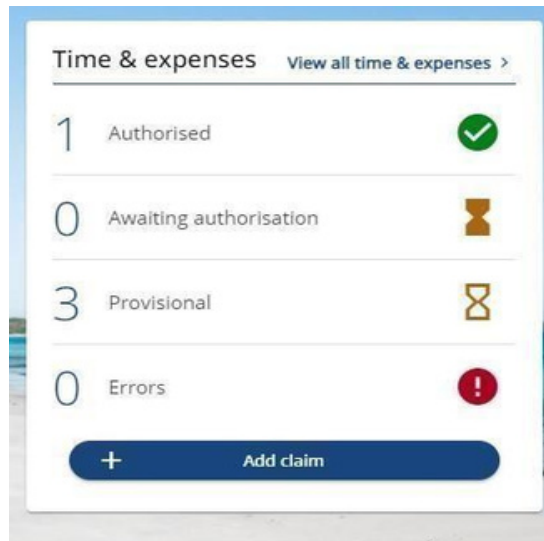 Time & expenses View all time & expenses >
1 Authorised
0 Awaiting authorisation
3 Provisional
0 Errors
+ Add claim